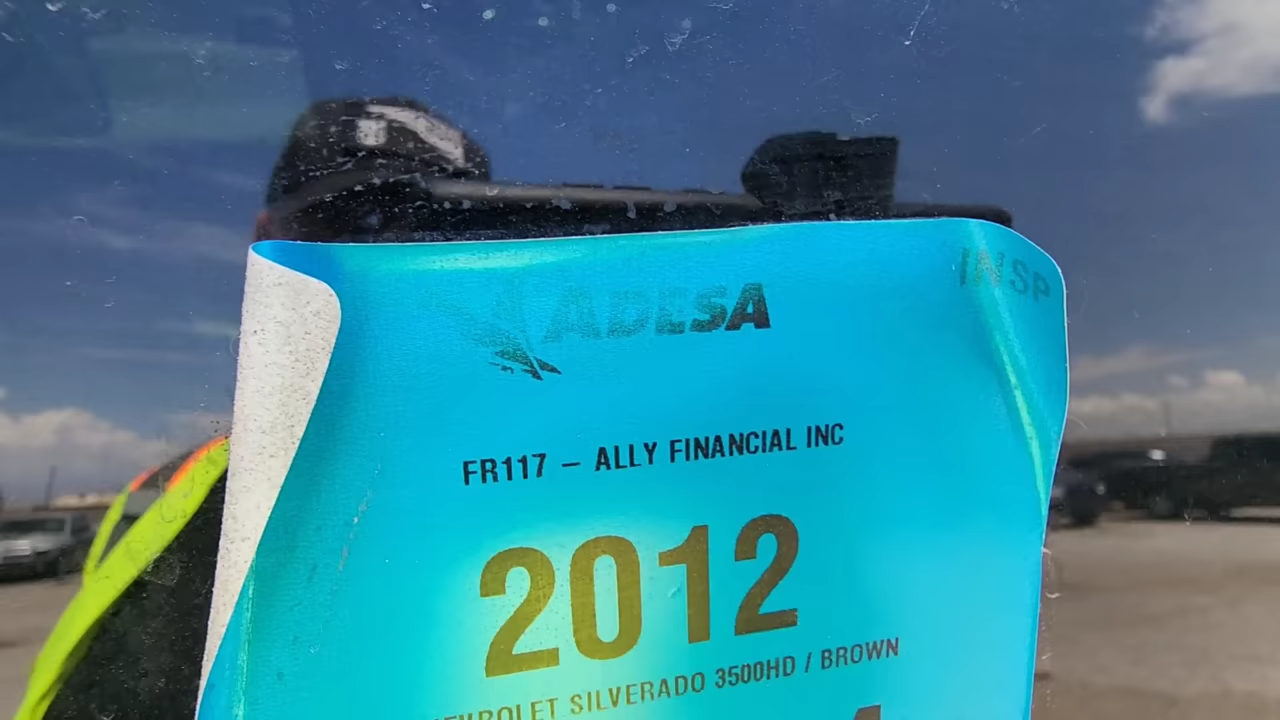 INSP
ADESA
FR117 – ALLY FINANCIAL INC
2012
SILVERADO 3500HD / BROWN